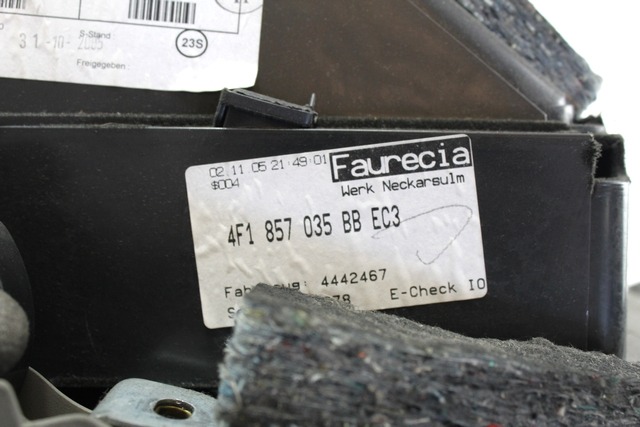 S-Stand
31-10-2005
23S
Freigegeben:
02.11.05 21:49:01 Faurecia
$004
Werk Neckarsulm
4F1 857 035 BB EC3
4442467
E-Check IO